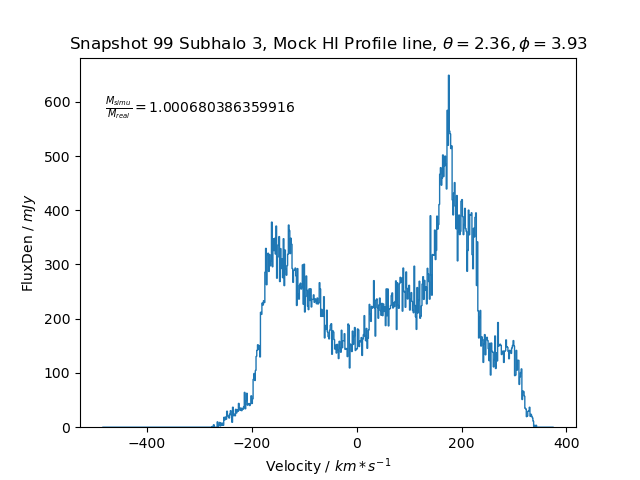 Snapshot 99 Subhalo 3, Mock HI Profile line, θ = 2.36, ϕ = 3.93
M_simu / M_real = 1.000680386359916
FluxDen / mJy
600
500
400
300
200
100
0
−400 −200 0 200 400
Velocity / km * s⁻¹